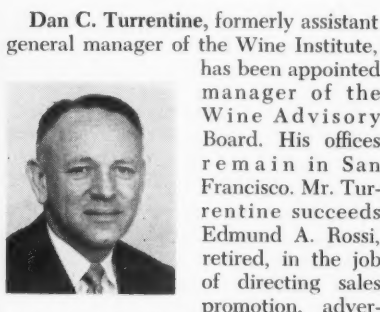 Dan C. Turrentine, formerly assistant
general manager of the Wine Institute,
has been appointed
manager of the
Wine Advisory
Board. His offices
remain in San
Francisco. Mr. Tur-
rentine succeeds
Edmund A. Rossi,
retired, in the job
of directing sales
promotion, adver-